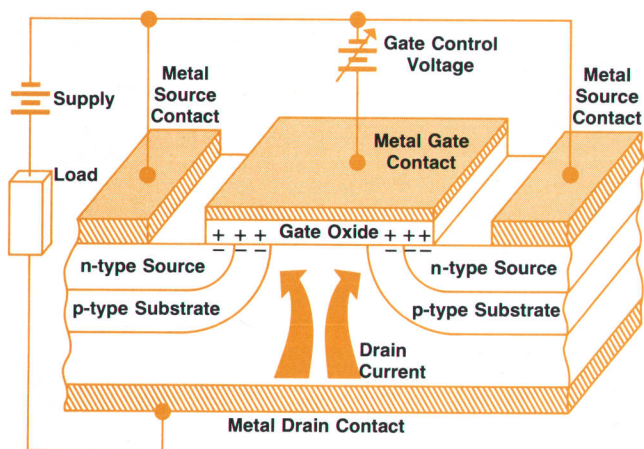 Gate Control
Voltage
Metal
Source
Contact
Metal
Source
Contact
Supply
Metal Gate
Contact
Load
+ + + Gate Oxide + + +
− − − − − −
n-type Source
n-type Source
p-type Substrate
p-type Substrate
Drain
Current
Metal Drain Contact